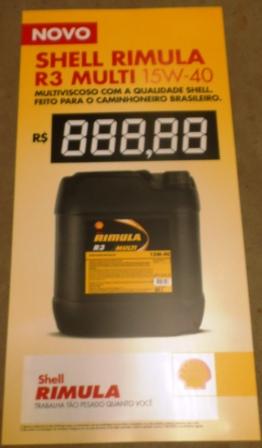 NOVO
SHELL RIMULA
R3 MULTI 15W-40
MULTIVISCOSO COM A QUALIDADE SHELL.
FEITO PARA O CAMINHONEIRO BRASILEIRO.
R$ 888,88
RIMULA
R3 MULTI
15W-40
Shell
RIMULA
TRABALHA TÃO PESADO QUANTO VOCÊ